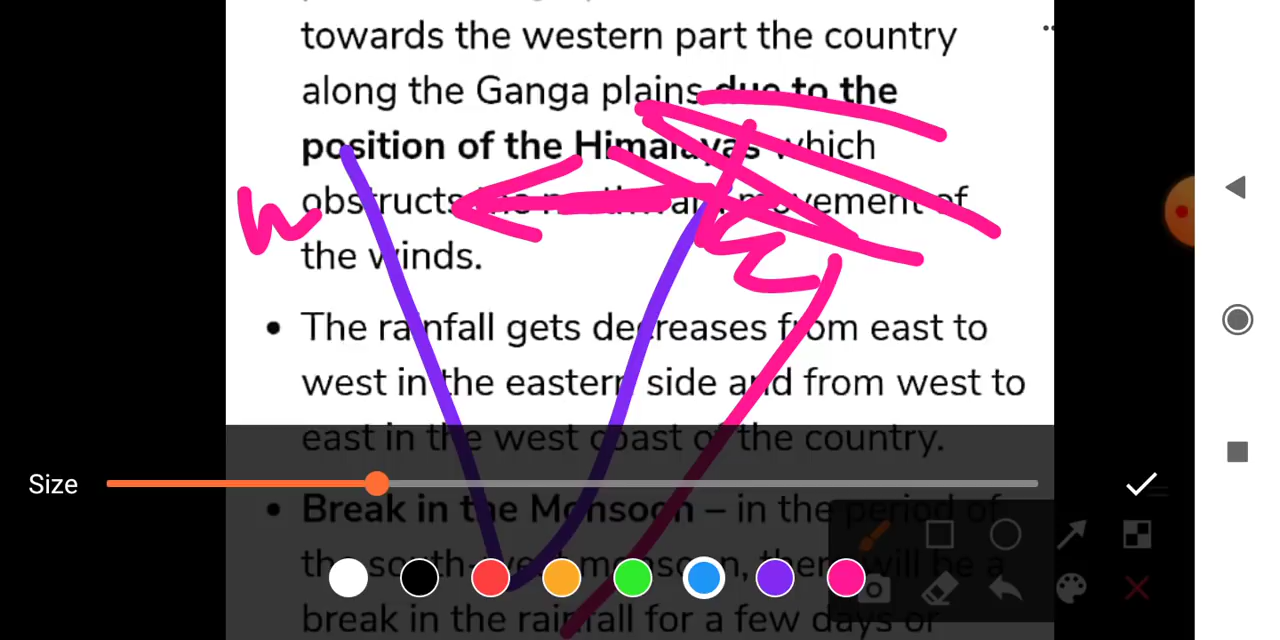 towards the western part the country
along the Ganga plains due to the
position of the Himalayas which
obstructs the northward movement of
the winds.
• The rainfall gets decreases from east to
west in the eastern side and from west to
east in the west coast of the country.
Size
• Break in the Monsoon – in the period of
the south-west monsoon, there will be a
break in the rainfall for a few days or